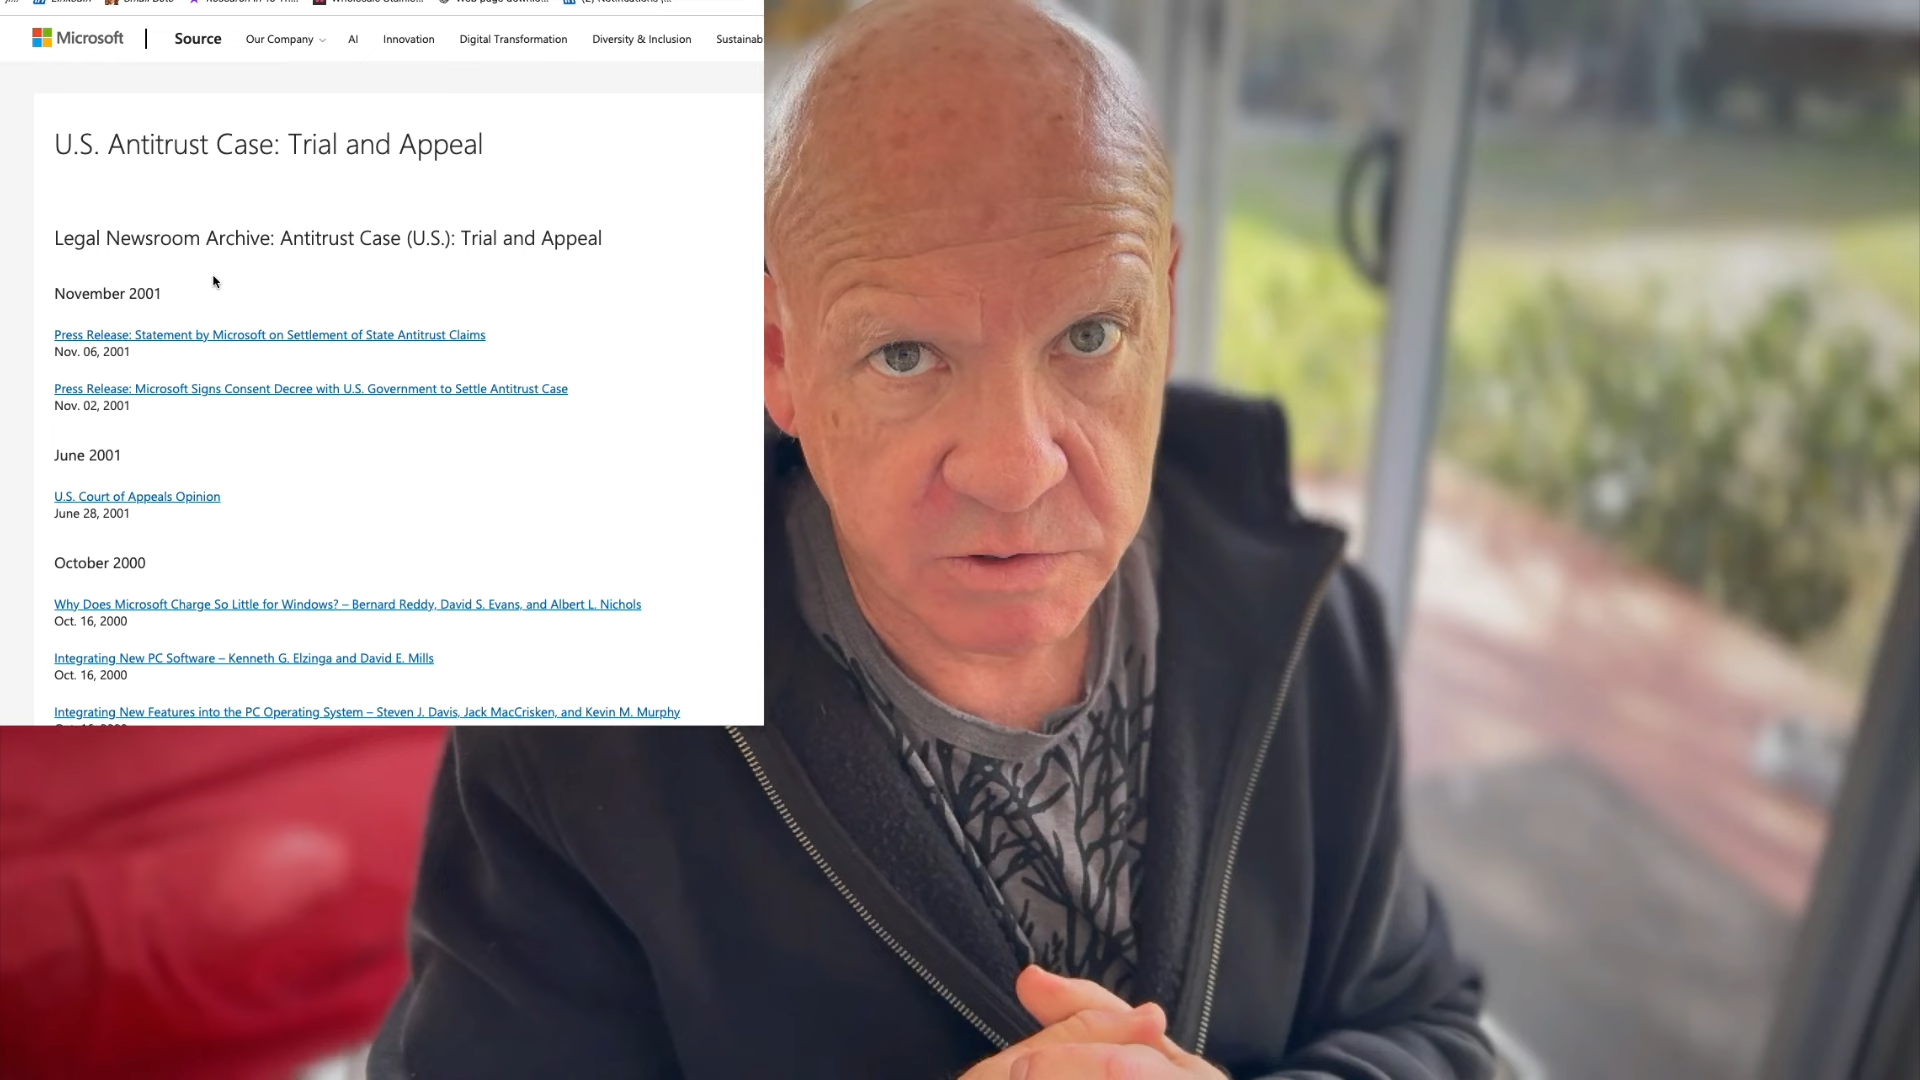 Microsoft | Source Our Company AI Innovation Digital Transformation Diversity & Inclusion Sustainab
U.S. Antitrust Case: Trial and Appeal
Legal Newsroom Archive: Antitrust Case (U.S.): Trial and Appeal
November 2001
Press Release: Statement by Microsoft on Settlement of State Antitrust Claims
Nov. 06, 2001
Press Release: Microsoft Signs Consent Decree with U.S. Government to Settle Antitrust Case
Nov. 02, 2001
June 2001
U.S. Court of Appeals Opinion
June 28, 2001
October 2000
Why Does Microsoft Charge So Little for Windows? – Bernard Reddy, David S. Evans, and Albert L. Nichols
Oct. 16, 2000
Integrating New PC Software – Kenneth G. Elzinga and David E. Mills
Oct. 16, 2000
Integrating New Features into the PC Operating System – Steven J. Davis, Jack MacCrisken, and Kevin M. Murphy